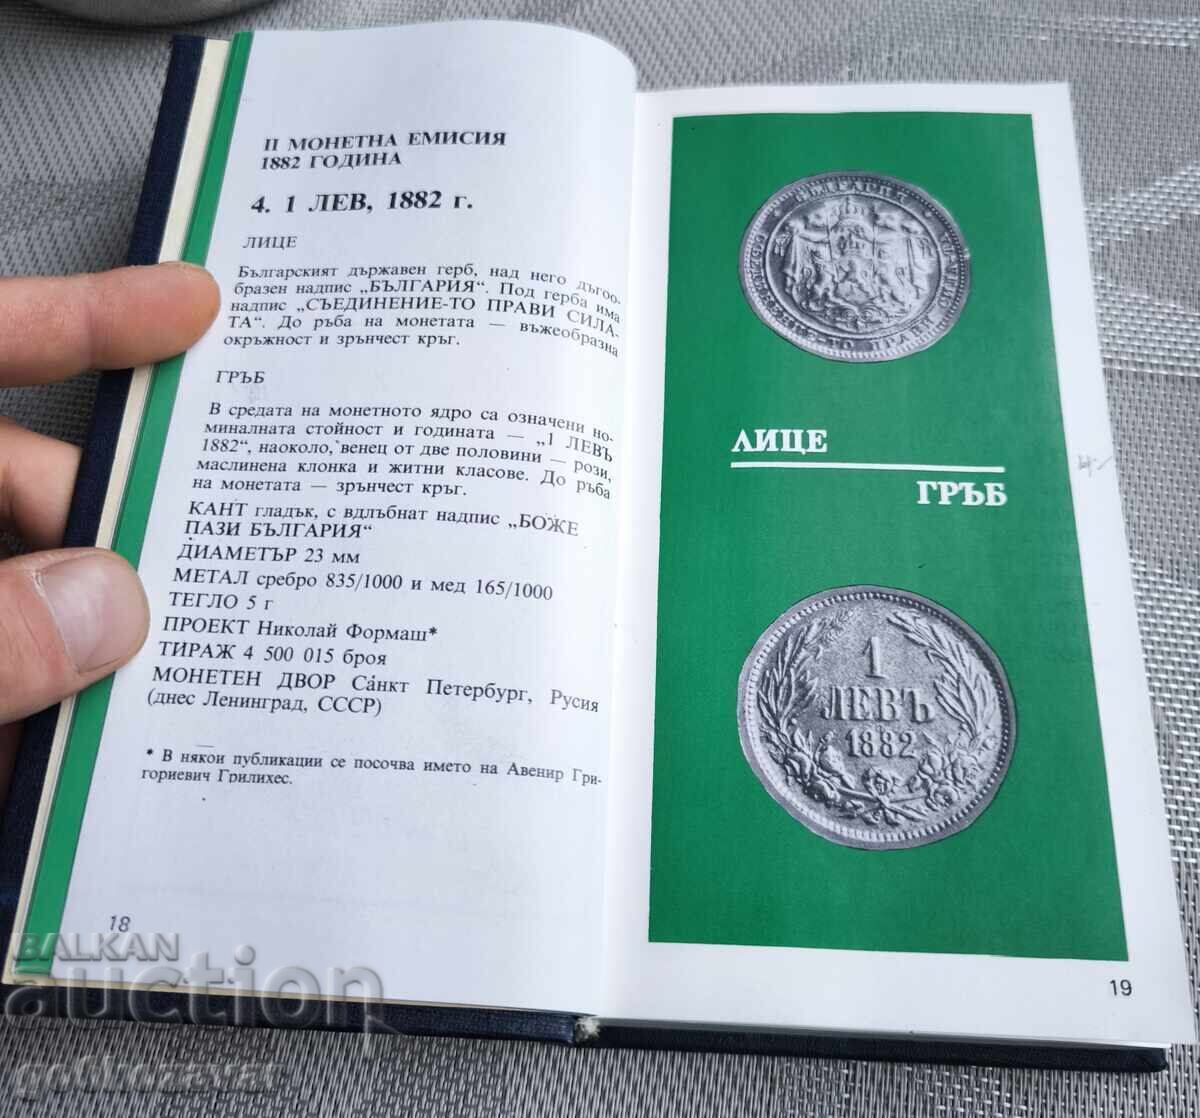 II МОНЕТНА ЕМИСИЯ
1882 ГОДИНА
4. 1 ЛЕВ, 1882 г.
ЛИЦЕ
Българският държавен герб, над него дъгоо-
бразен надпис „БЪЛГАРИЯ“. Под герба има
надпис „СЪЕДИНЕНИЕ-ТО ПРАВИ СИЛА-
ТА“. До ръба на монетата — въжеобразна
окръжност и зрънчест кръг.
ГРЪБ
В средата на монетното ядро са означени но-
миналната стойност и годината — „1 ЛЕВЪ
1882“, наоколо, венец от две половини — рози,
маслинена клонка и житни класове. До ръба
на монетата — зрънчест кръг.
КАНТ гладък, с вдлъбнат надпис „БОЖЕ
ПАЗИ БЪЛГАРИЯ“
ДИАМЕТЪР 23 мм
МЕТАЛ сребро 835/1000 и мед 165/1000
ТЕГЛО 5 г
ПРОЕКТ Николай Формаш*
ТИРАЖ 4 500 015 броя
МОНЕТЕН ДВОР Санкт Петербург, Русия
(днес Ленинград, СССР)
* В някои публикации се посочва името на Авенир Гри-
гориевич Грилихес.
18
БЪЛГАРИЯ
ЛИЦЕ
ГРЪБ
1
ЛЕВЪ
1882
19
BALKAN
auction
gotkozavar